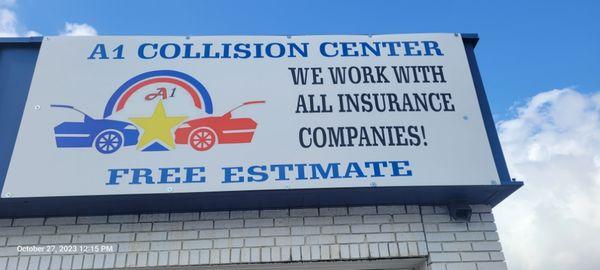 A1 COLLISION CENTER
A1
WE WORK WITH
ALL INSURANCE
COMPANIES!
FREE ESTIMATE
October 27, 2023 12:15 PM